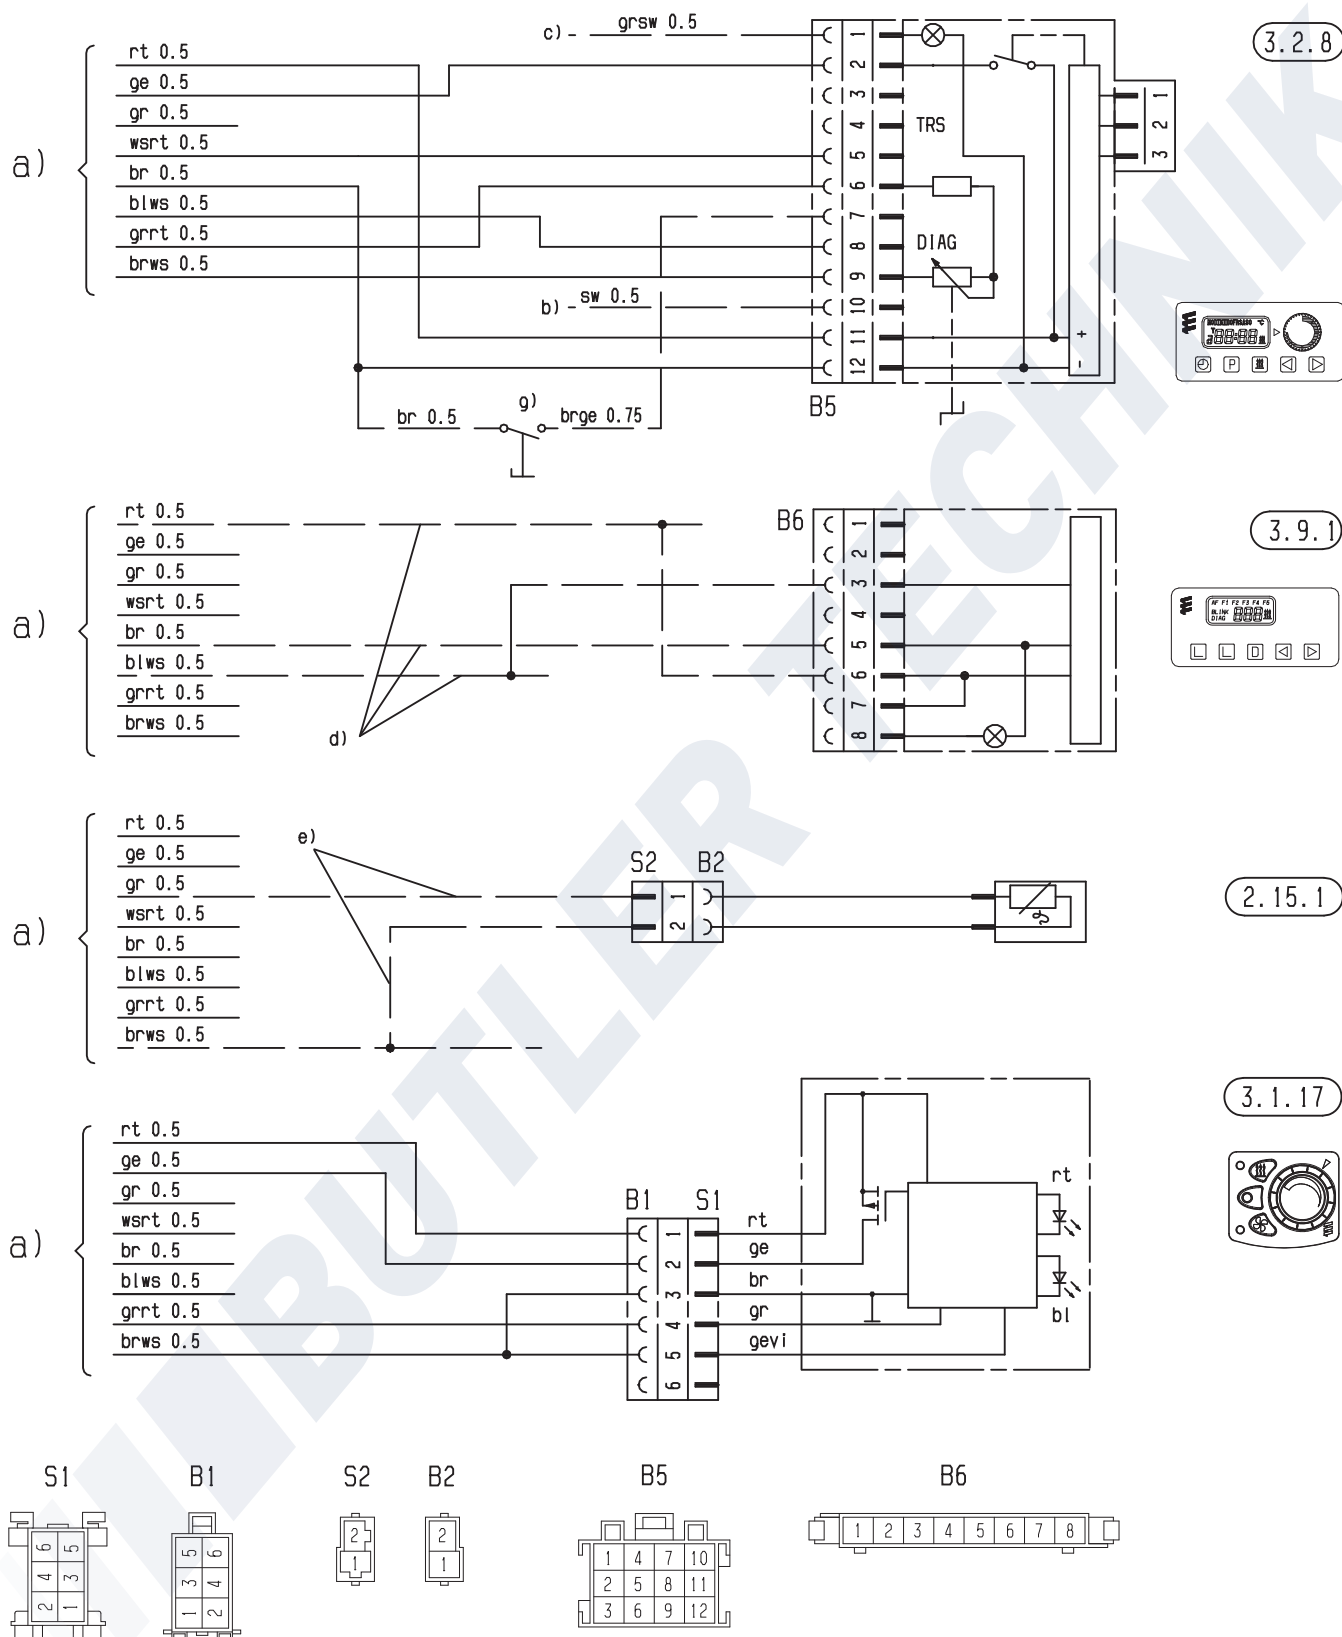 c) grsw 0.5
3.2.8
a)
rt 0.5
ge 0.5
gr 0.5
wsrt 0.5
br 0.5
blws 0.5
grrt 0.5
brws 0.5
b) sw 0.5
1
2
3
4
5
6
7
8
9
10
11
12
TRS
DIAG
+
-
1
2
3
P
B5
g)
br 0.5
brge 0.75
a)
rt 0.5
ge 0.5
gr 0.5
wsrt 0.5
br 0.5
blws 0.5
grrt 0.5
brws 0.5
d)
B6
1
2
3
4
5
6
7
8
3.9.1
AF F1 F2 F3 F4 F5
BLINK
DIAG
L L D
a)
rt 0.5
ge 0.5
gr 0.5
wsrt 0.5
br 0.5
blws 0.5
grrt 0.5
brws 0.5
e)
S2 B2
1
2
2.15.1
a)
rt 0.5
ge 0.5
gr 0.5
wsrt 0.5
br 0.5
blws 0.5
grrt 0.5
brws 0.5
B1 S1
1
2
3
4
5
6
rt
ge
br
gr
gevi
rt
bl
3.1.17
S1 B1 S2 B2 B5 B6
6 5
4 3
2 1
5 6
3 4
1 2
2
1
2
1
1 4 7 10
2 5 8 11
3 6 9 12
1 2 3 4 5 6 7 8
BUTLER TECHNIK